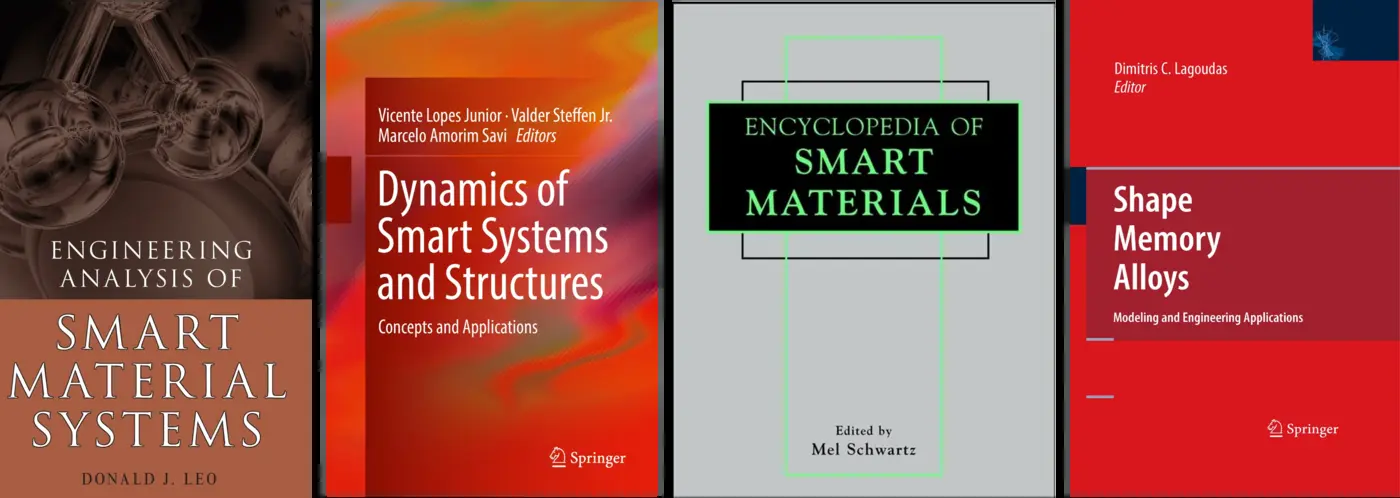 ENGINEERING
ANALYSIS OF
SMART
MATERIAL
SYSTEMS
DONALD J. LEO
Vicente Lopes Junior · Valder Steffen Jr.
Marcelo Amorim Savi Editors
Dynamics of
Smart Systems
and Structures
Concepts and Applications
Springer
ENCYCLOPEDIA OF
SMART
MATERIALS
Edited by
Mel Schwartz
Dimitris C. Lagoudas
Editor
Shape
Memory
Alloys
Modeling and Engineering Applications
Springer